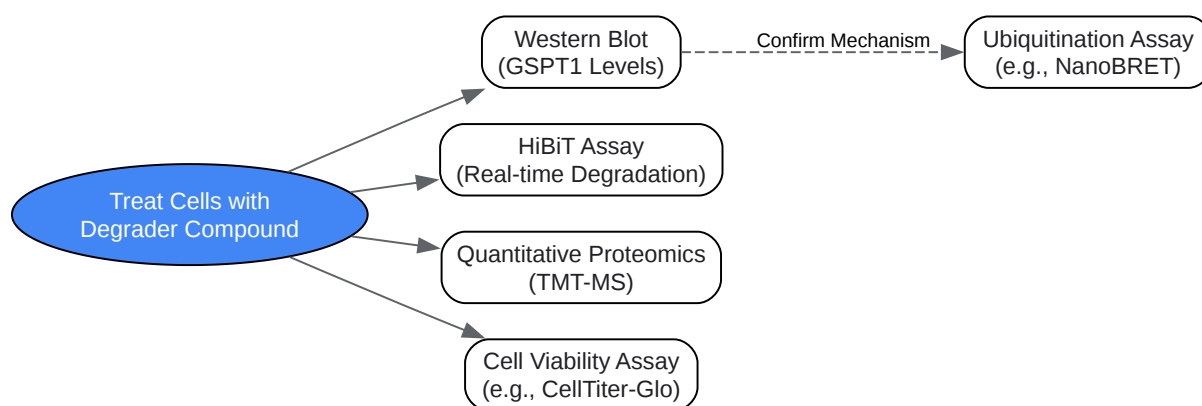 Treat Cells with
Degrader Compound
Western Blot
(GSPT1 Levels)
Confirm Mechanism
Ubiquitination Assay
(e.g., NanoBRET)
HiBiT Assay
(Real-time Degradation)
Quantitative Proteomics
(TMT-MS)
Cell Viability Assay
(e.g., CellTiter-Glo)